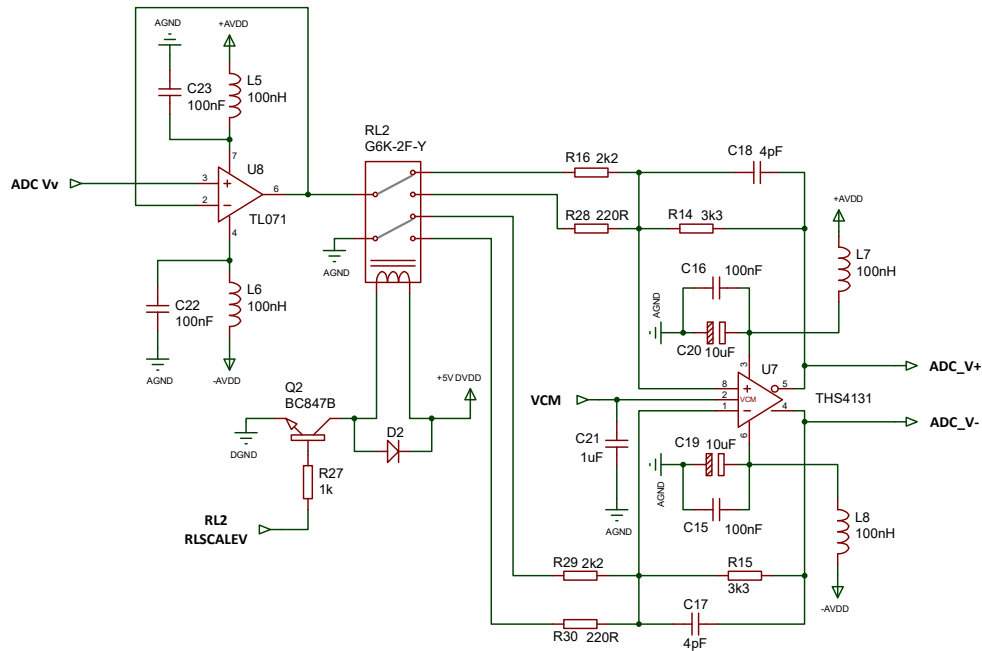 AGND
+AVDD
C23
100nF
L5
100nH
7
U8
ADC Vv
3
+
2
−
6
4
TL071
C22
100nF
L6
100nH
AGND
-AVDD
RL2
G6K-2F-Y
AGND
R16 2k2
R28 220R
C18 4pF
R14 3k3
+AVDD
L7
100nH
C16 100nF
AGND
C20 10uF
3
U7
8
+
5
ADC_V+
VCM
2
VCM
1
−
4
THS4131
ADC_V-
6
C21
1uF
AGND
C19 10uF
AGND
C15 100nF
L8
100nH
-AVDD
Q2
BC847B
+5V DVDD
DGND
D2
R27
1k
RL2
RLSCALEV
R29 2k2
R15
3k3
R30 220R
C17
4pF